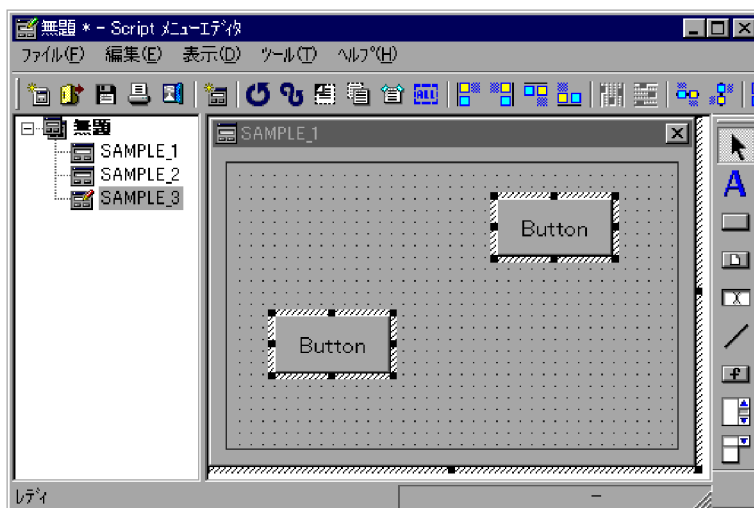 無題 * - Script ﾒﾆｭｰｴﾃﾞｨﾀ
ﾌｧｲﾙ(F) 編集(E) 表示(D) ﾂｰﾙ(T) ﾍﾙﾌﾟ(H)
ALL
無題
SAMPLE_1
SAMPLE_2
SAMPLE_3
SAMPLE_1
Button
Button
A
f
ﾚﾃﾞｨ